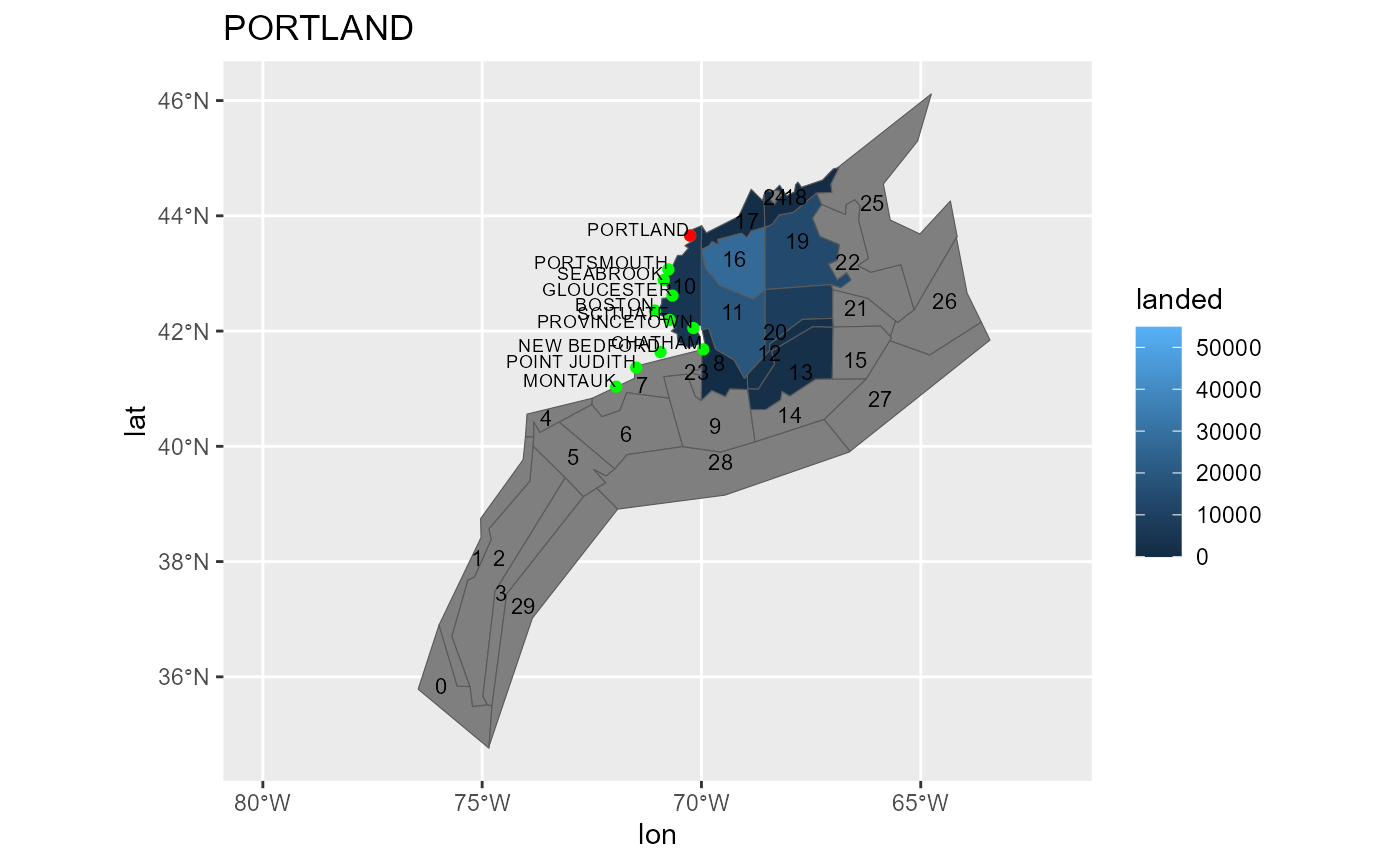 PORTLAND
46°N
44°N
42°N
40°N
38°N
36°N
lat
24
18
25
17
PORTLAND
19
16
22
PORTSMOUTH
SEABROOK
10
GLOUCESTER
26
BOSTON
21
SCITUATE
11
PROVINCETOWN
20
CHATHAM
NEW BEDFORD
12
POINT JUDITH
8
15
23
13
MONTAUK
7
27
4
14
6
9
5
28
1
2
3
29
0
80°W
75°W
70°W
65°W
lon
landed
50000
40000
30000
20000
10000
0